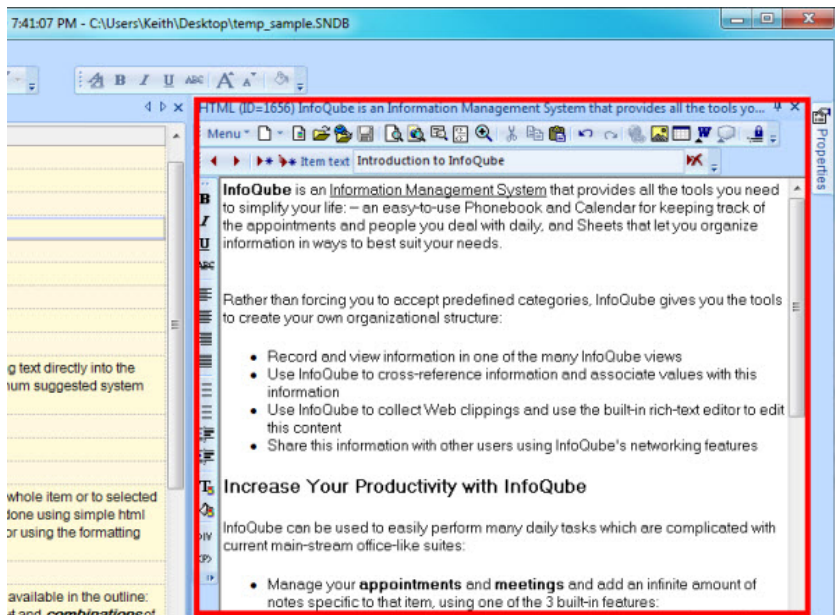 7:41:07 PM - C:\Users\Keith\Desktop\temp_sample.SNDB
B I U ABC A A
HTML (ID=1656) InfoQube is an Information Management System that provides all the tools yo...
Properties
Menu
Item text Introduction to InfoQube
B
I
U
ABC
InfoQube is an Information Management System that provides all the tools you need
to simplify your life: – an easy-to-use Phonebook and Calendar for keeping track of
the appointments and people you deal with daily, and Sheets that let you organize
information in ways to best suit your needs.
Rather than forcing you to accept predefined categories, InfoQube gives you the tools
to create your own organizational structure:
• Record and view information in one of the many InfoQube views
• Use InfoQube to cross-reference information and associate values with this
information
• Use InfoQube to collect Web clippings and use the built-in rich-text editor to edit
this content
• Share this information with other users using InfoQube's networking features
Increase Your Productivity with InfoQube
InfoQube can be used to easily perform many daily tasks which are complicated with
current main-stream office-like suites:
• Manage your appointments and meetings and add an infinite amount of
notes specific to that item, using one of the 3 built-in features:
DIV
g text directly into the
num suggested system
whole item or to selected
done using simple html
or using the formatting
available in the outline:
and combinations of